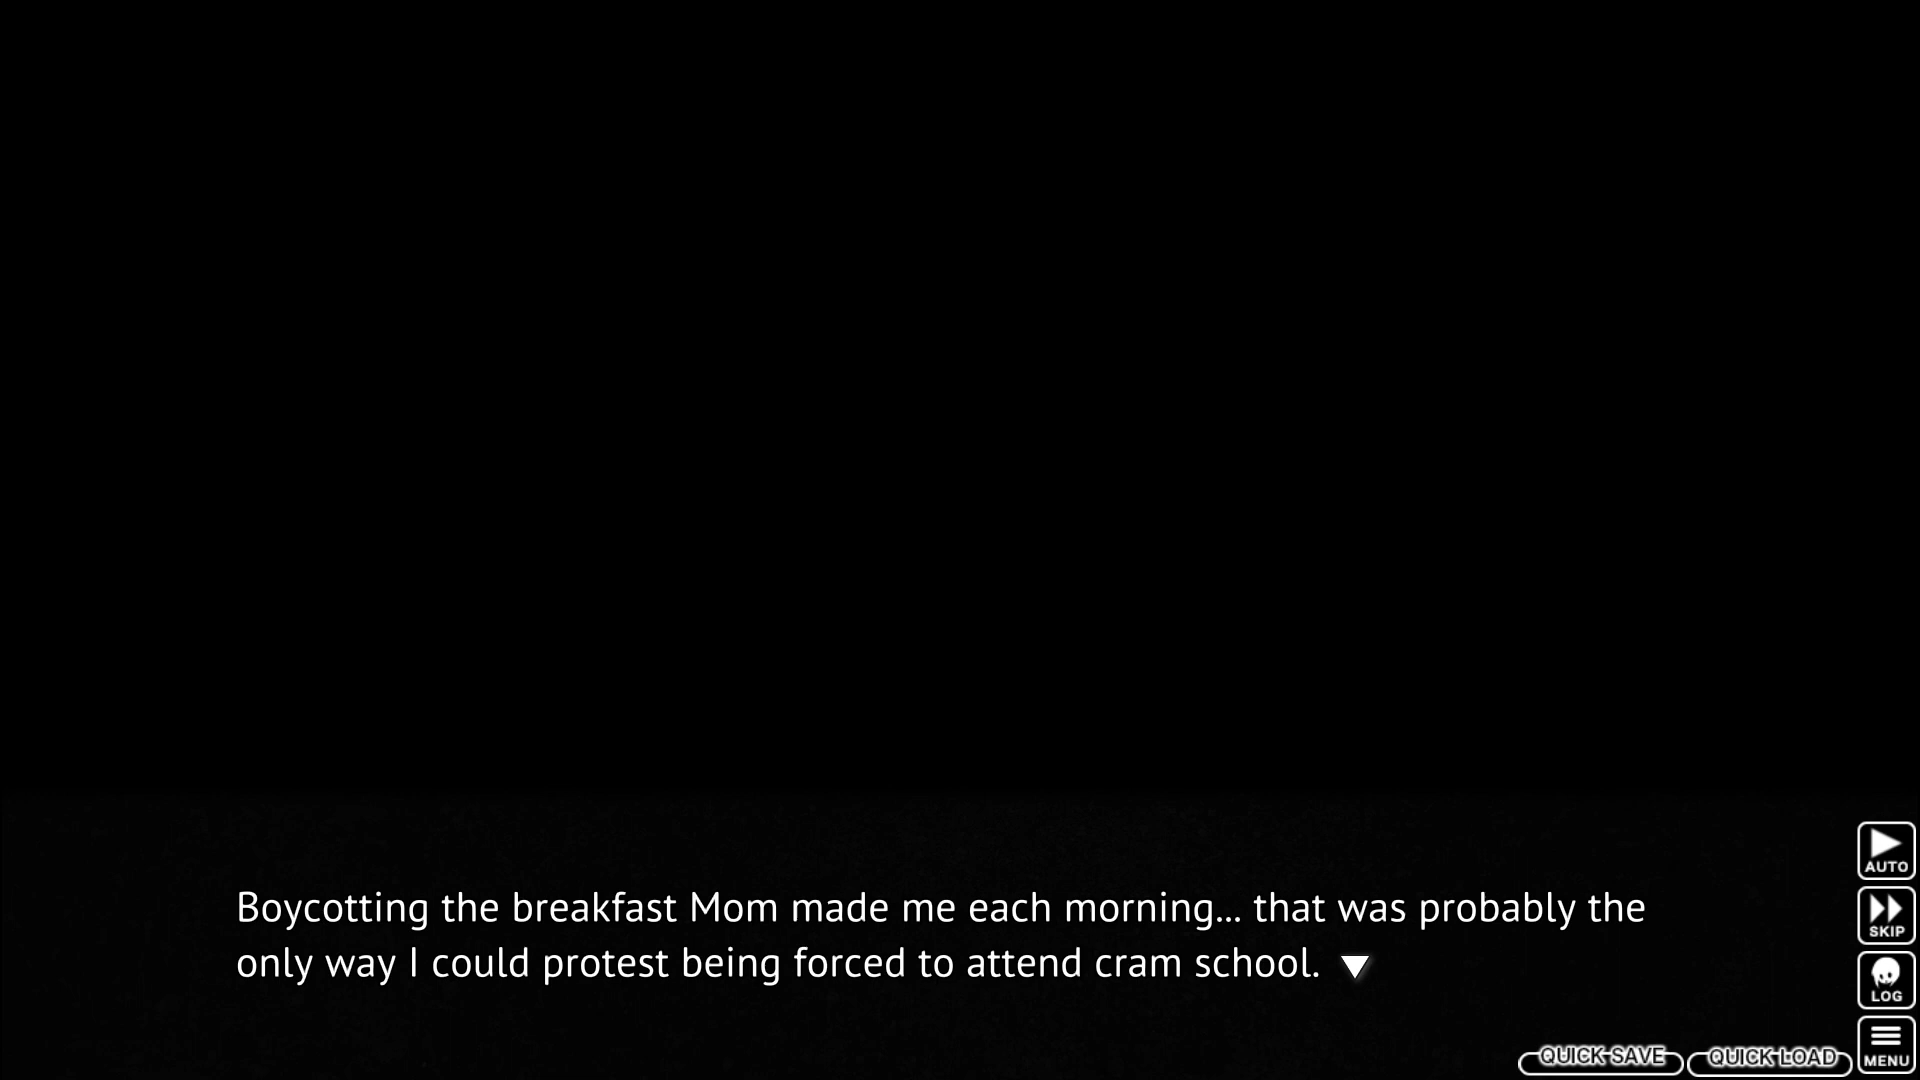 Boycotting the breakfast Mom made me each morning... that was probably the
only way I could protest being forced to attend cram school.
AUTO
SKIP
LOG
MENU
QUICK SAVE
QUICK LOAD